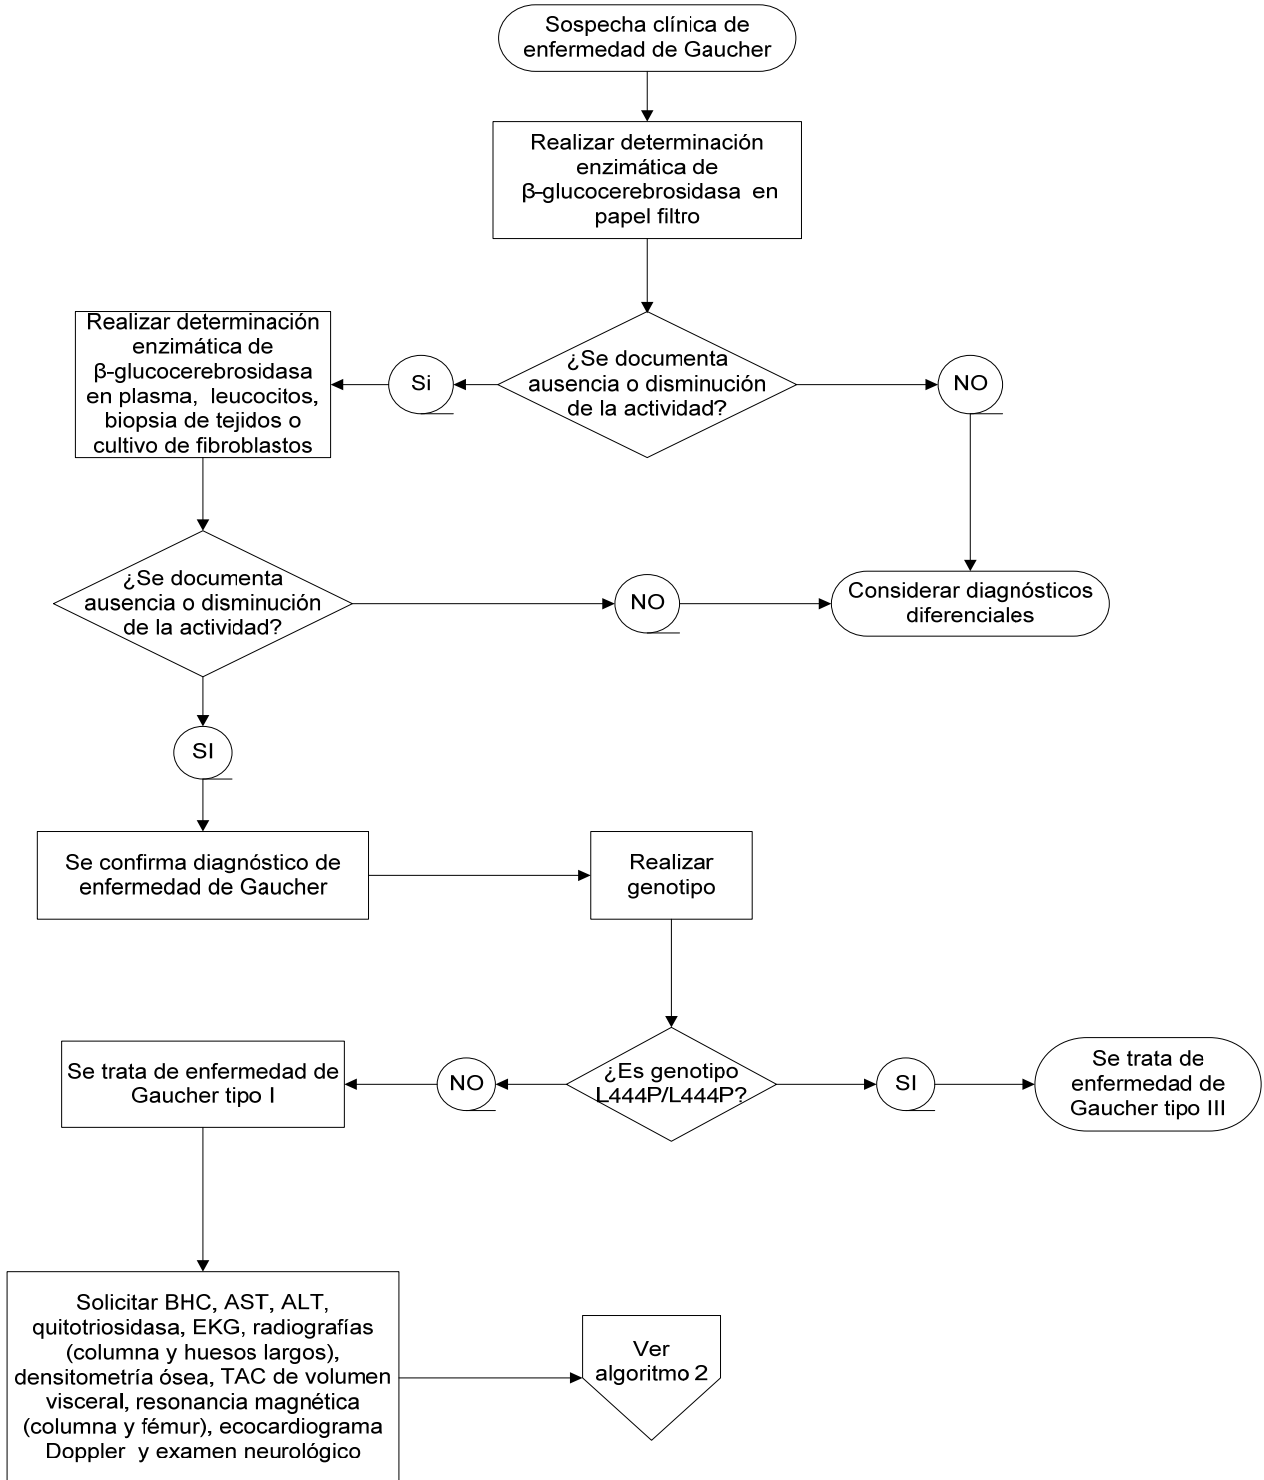 Sospecha clínica de
enfermedad de Gaucher
Realizar determinación
enzimática de
β-glucocerebrosidasa en
papel filtro
¿Se documenta
ausencia o disminución
de la actividad?
Si
NO
Realizar determinación
enzimática de
β-glucocerebrosidasa
en plasma, leucocitos,
biopsia de tejidos o
cultivo de fibroblastos
¿Se documenta
ausencia o disminución
de la actividad?
NO
Considerar diagnósticos
diferenciales
SI
Se confirma diagnóstico de
enfermedad de Gaucher
Realizar
genotipo
¿Es genotipo
L444P/L444P?
NO
SI
Se trata de enfermedad de
Gaucher tipo I
Se trata de
enfermedad de
Gaucher tipo III
Solicitar BHC, AST, ALT,
quitotriosidasa, EKG, radiografías
(columna y huesos largos),
densitometría ósea, TAC de volumen
visceral, resonancia magnética
(columna y fémur), ecocardiograma
Doppler y examen neurológico
Ver
algoritmo 2